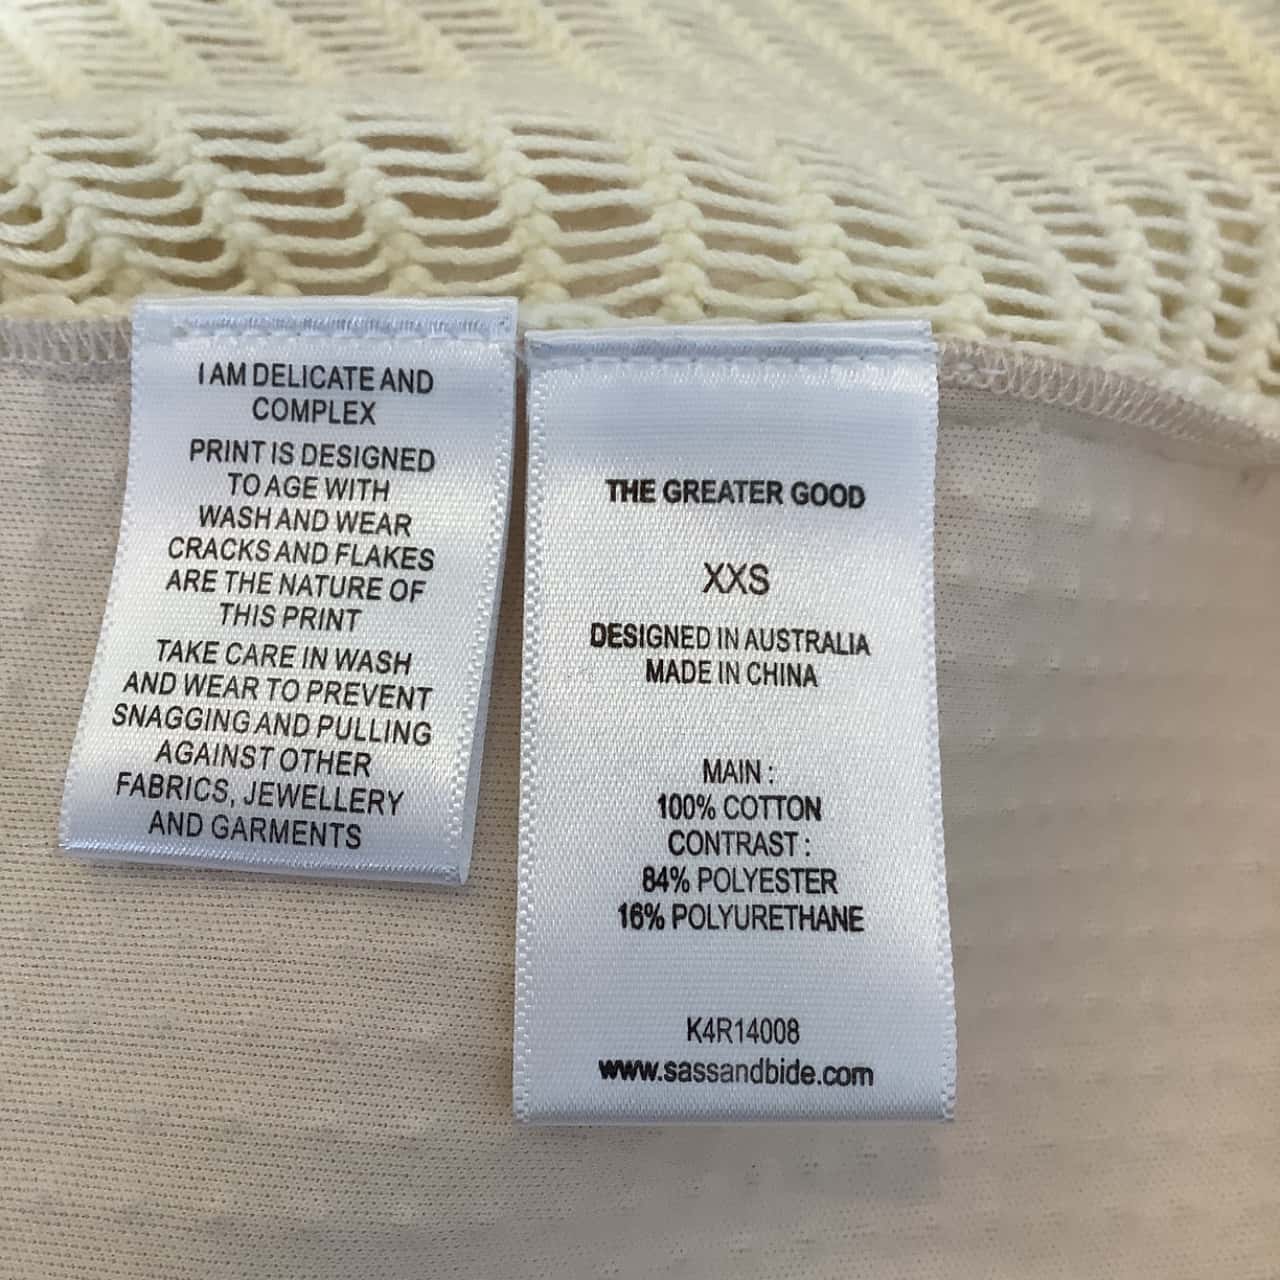 I AM DELICATE AND
COMPLEX
PRINT IS DESIGNED
TO AGE WITH
WASH AND WEAR
CRACKS AND FLAKES
ARE THE NATURE OF
THIS PRINT
TAKE CARE IN WASH
AND WEAR TO PREVENT
SNAGGING AND PULLING
AGAINST OTHER
FABRICS, JEWELLERY
AND GARMENTS
THE GREATER GOOD
XXS
DESIGNED IN AUSTRALIA
MADE IN CHINA
MAIN :
100% COTTON
CONTRAST :
84% POLYESTER
16% POLYURETHANE
K4R14008
www.sassandbide.com